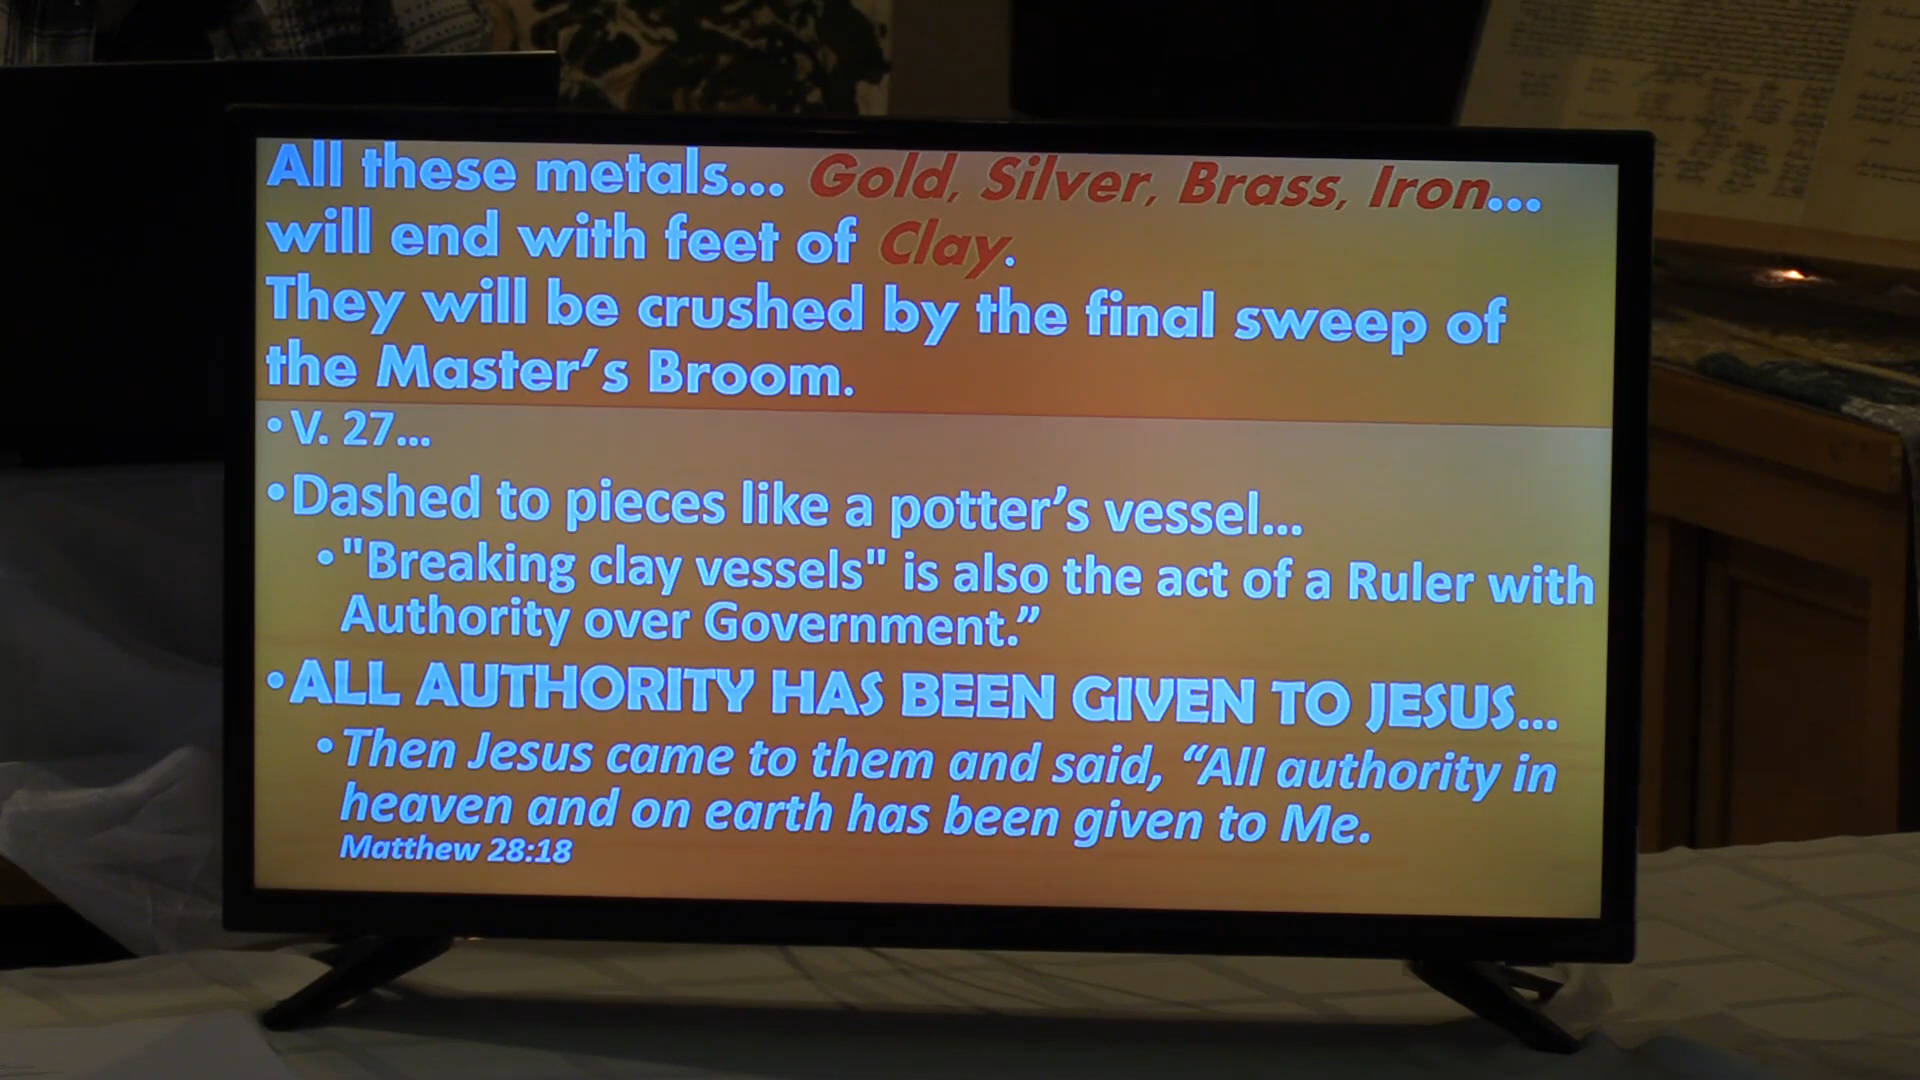 All these metals... Gold, Silver, Brass, Iron...
will end with feet of Clay.
They will be crushed by the final sweep of
the Master's Broom.
•V. 27...
•Dashed to pieces like a potter's vessel...
•"Breaking clay vessels" is also the act of a Ruler with
Authority over Government.”
•ALL AUTHORITY HAS BEEN GIVEN TO JESUS...
•Then Jesus came to them and said, “All authority in
heaven and on earth has been given to Me.
Matthew 28:18